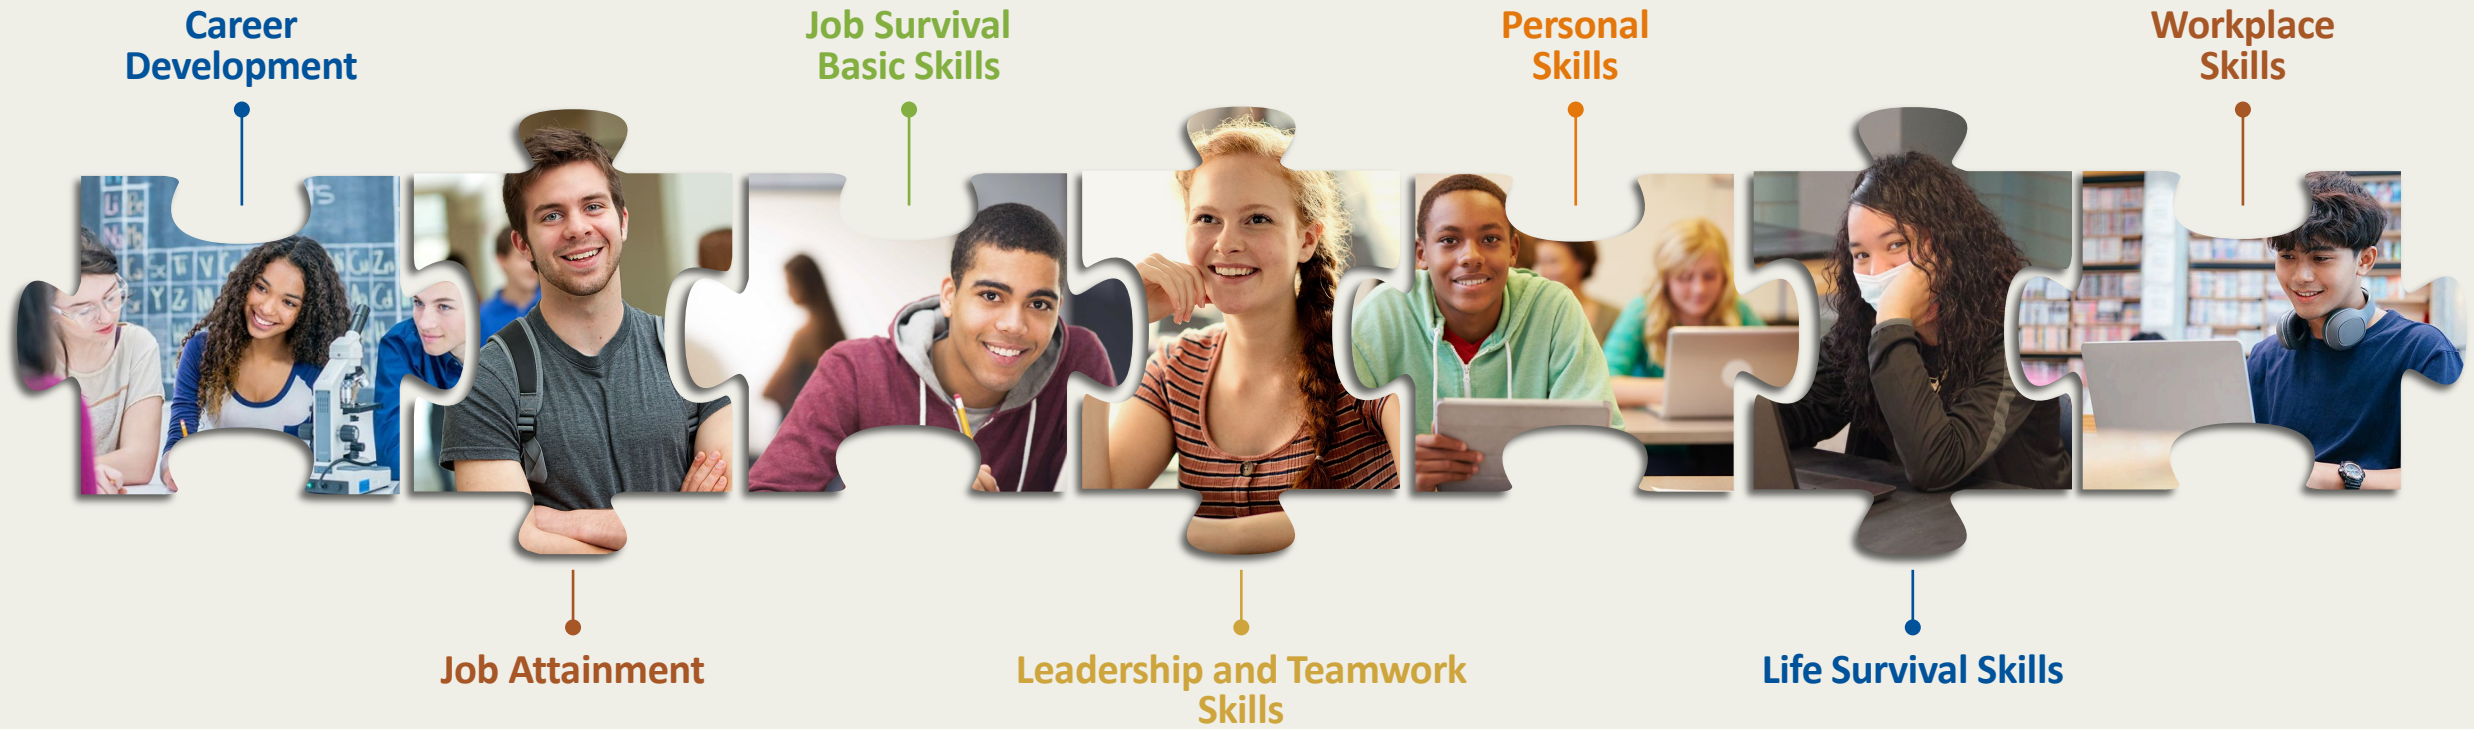 Career
Development
Job Survival
Basic Skills
Personal
Skills
Workplace
Skills
Job Attainment
Leadership and Teamwork
Skills
Life Survival Skills